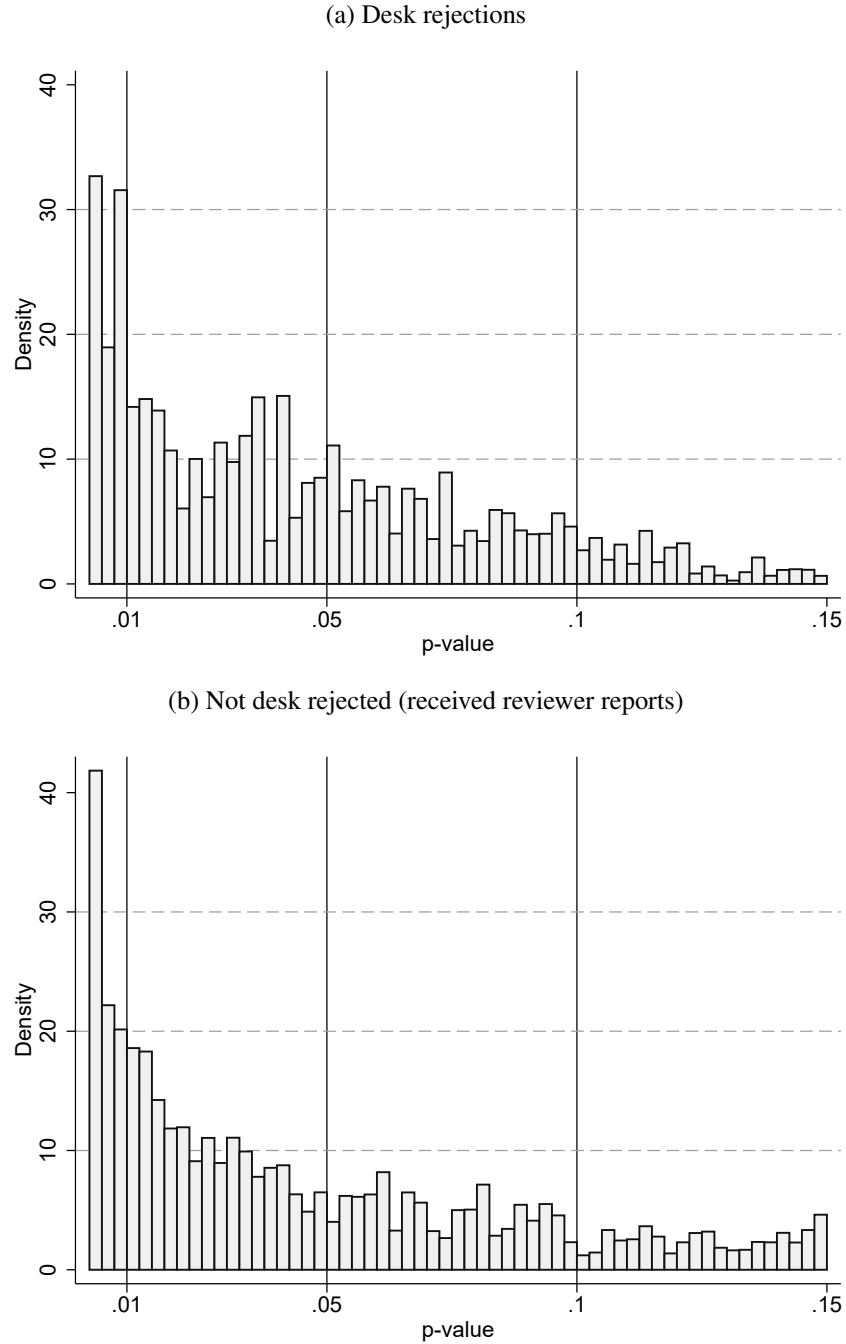 (a) Desk rejections
40
30
20
10
0
Density
.01 .05 .1 .15
p-value
(b) Not desk rejected (received reviewer reports)
40
30
20
10
0
Density
.01 .05 .1 .15
p-value